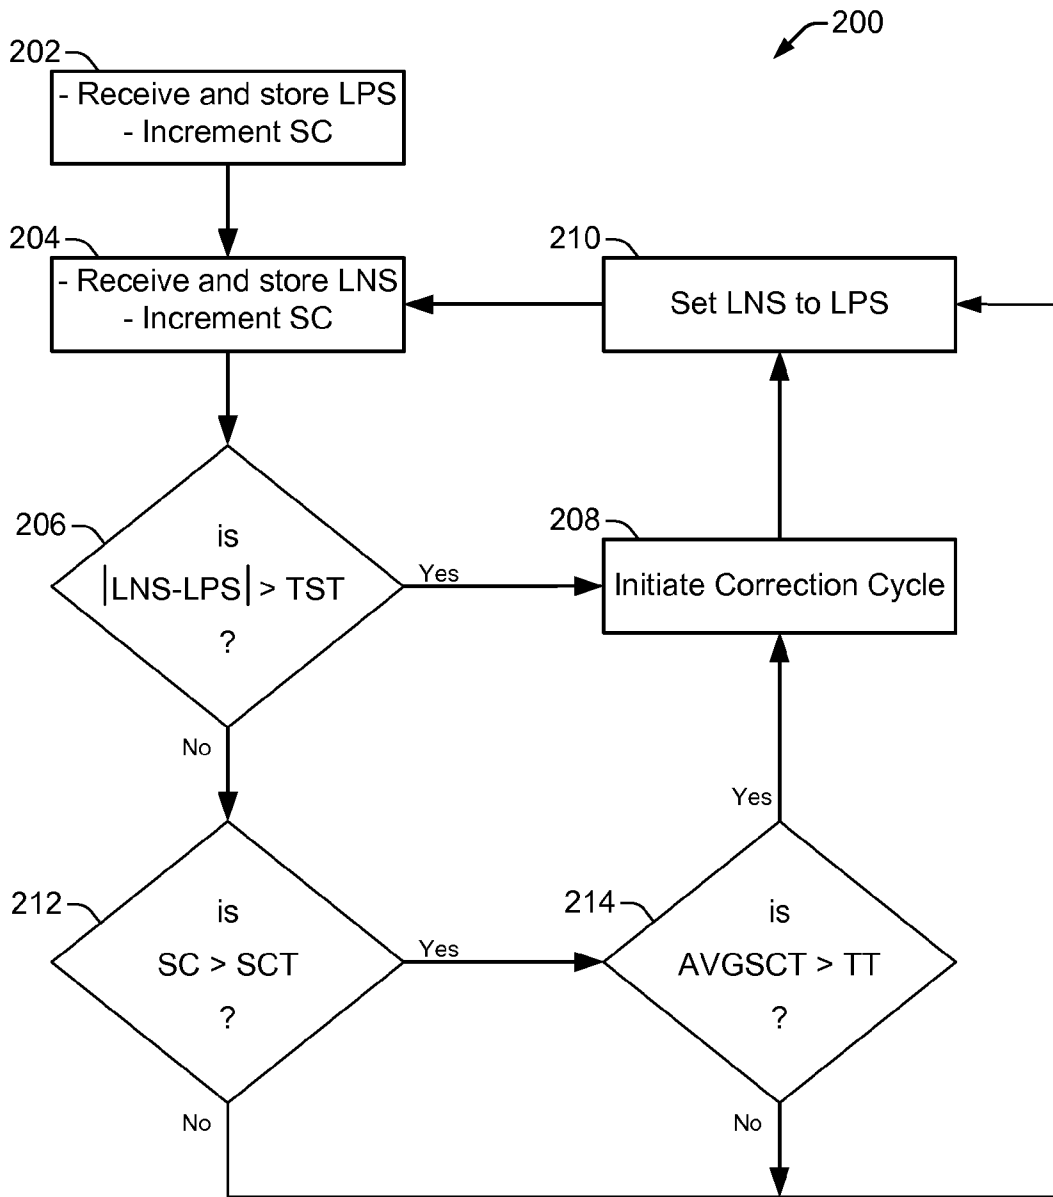 200
202
- Receive and store LPS
- Increment SC
204
- Receive and store LNS
- Increment SC
210
Set LNS to LPS
206
is
|LNS-LPS| > TST
?
Yes
208
Initiate Correction Cycle
No
Yes
212
is
SC > SCT
?
Yes
214
is
AVGSCT > TT
?
No
No